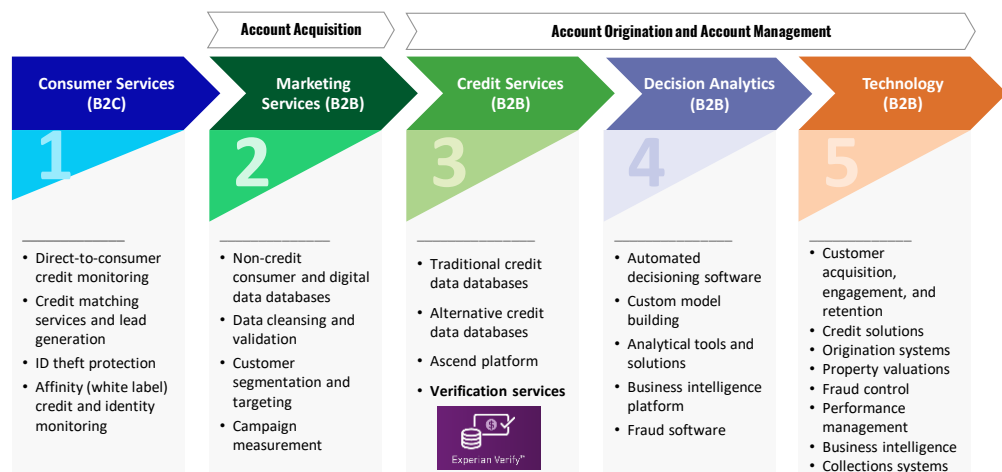 Account Acquisition
Account Origination and Account Management
Consumer Services
(B2C)
Marketing
Services (B2B)
Credit Services
(B2B)
Decision Analytics
(B2B)
Technology
(B2B)
1
2
3
4
5
• Direct-to-consumer
credit monitoring
• Credit matching
services and lead
generation
• ID theft protection
• Affinity (white label)
credit and identity
monitoring
• Non-credit
consumer and digital
data databases
• Data cleansing and
validation
• Customer
segmentation and
targeting
• Campaign
measurement
• Traditional credit
data databases
• Alternative credit
data databases
• Ascend platform
• Verification services
Experian Verify™
• Automated
decisioning software
• Custom model
building
• Analytical tools and
solutions
• Business intelligence
platform
• Fraud software
• Customer
acquisition,
engagement, and
retention
• Credit solutions
• Origination systems
• Property valuations
• Fraud control
• Performance
management
• Business intelligence
• Collections systems